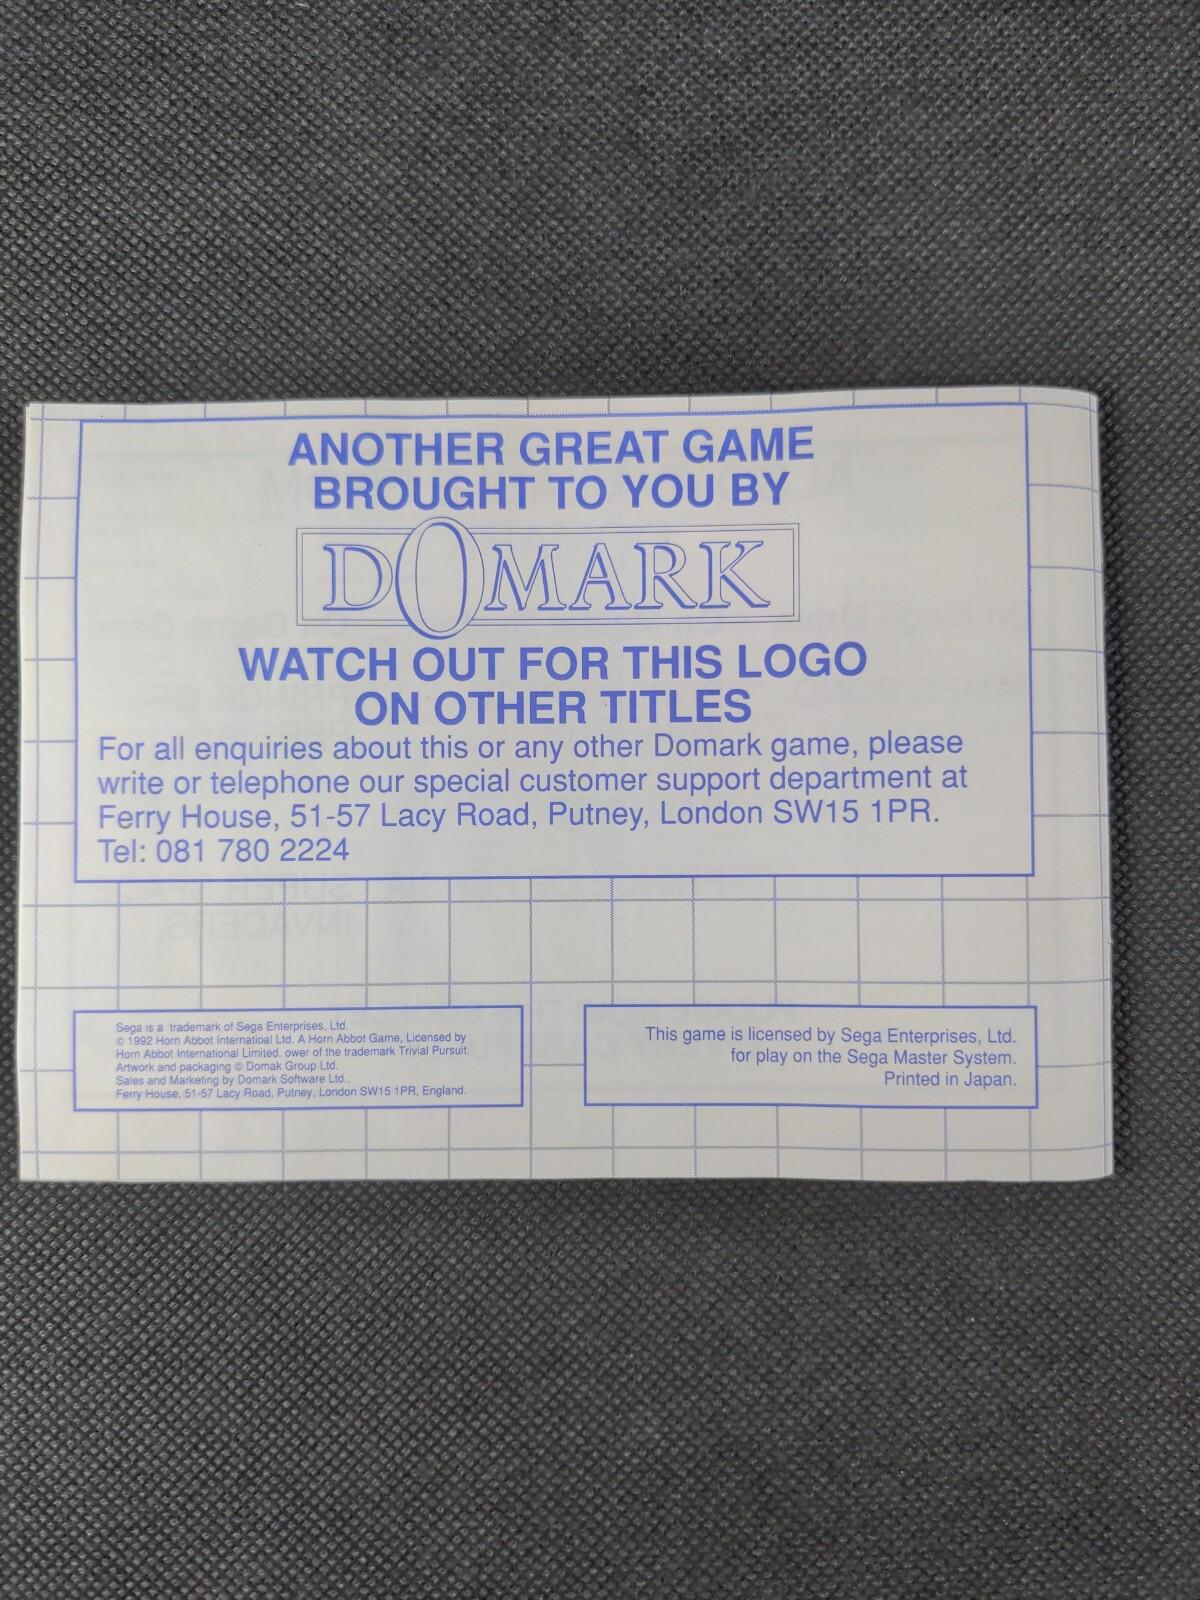 ANOTHER GREAT GAME
BROUGHT TO YOU BY
DOMARK
WATCH OUT FOR THIS LOGO
ON OTHER TITLES
For all enquiries about this or any other Domark game, please
write or telephone our special customer support department at
Ferry House, 51-57 Lacy Road, Putney, London SW15 1PR.
Tel: 081 780 2224
Sega is a trademark of Sega Enterprises, Ltd.
© 1992 Horn Abbot Internatioal Ltd. A Horn Abbot Game, Licensed by
Horn Abbot International Limited. ower of the trademark Trivial Pursuit.
Artwork and packaging © Domak Group Ltd.
Sales and Marketing by Domark Software Ltd.,
Ferry House, 51-57 Lacy Road, Putney, London SW15 1PR, England.
This game is licensed by Sega Enterprises, Ltd.
for play on the Sega Master System.
Printed in Japan.